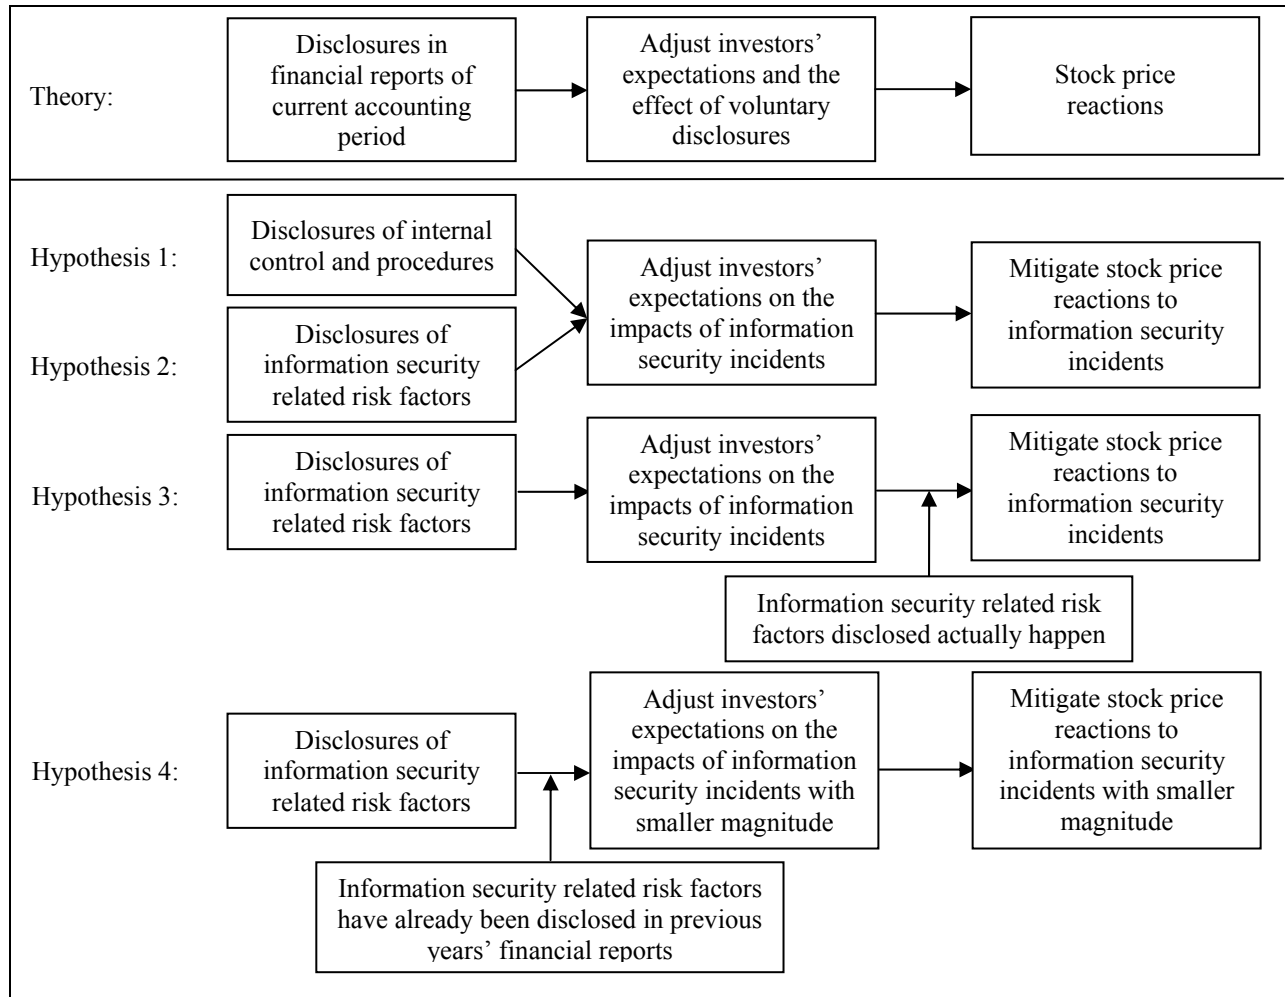 Theory:
Disclosures in
financial reports of
current accounting
period
Adjust investors’
expectations and the
effect of voluntary
disclosures
Stock price
reactions
Hypothesis 1:
Disclosures of internal
control and procedures
Hypothesis 2:
Disclosures of
information security
related risk factors
Adjust investors’
expectations on the
impacts of information
security incidents
Mitigate stock price
reactions to
information security
incidents
Hypothesis 3:
Disclosures of
information security
related risk factors
Adjust investors’
expectations on the
impacts of information
security incidents
Mitigate stock price
reactions to
information security
incidents
Information security related risk
factors disclosed actually happen
Hypothesis 4:
Disclosures of
information security
related risk factors
Adjust investors’
expectations on the
impacts of information
security incidents with
smaller magnitude
Mitigate stock price
reactions to
information security
incidents with smaller
magnitude
Information security related risk factors
have already been disclosed in previous
years’ financial reports